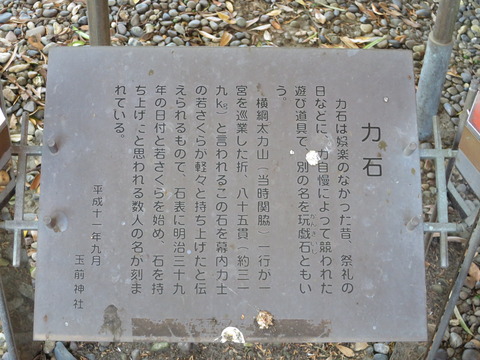 力石
力石は娯楽のなかった昔、祭礼の
日などに、力自慢によって競われた
遊び道具で、別の名を玩戯石ともい
う。
横綱太刀山（当時関脇）一行が一
宮を巡業した折、八十五貫（約三一
九kg）と言われるこの石を幕内力士
の若さくらが軽々と持ち上げたと伝
えられるもので、石表に明治三十九
年の日付と若さくらを始め、石を持
ち上げたと思われる数人の名が刻ま
れている。
平成十一年九月
玉前神社